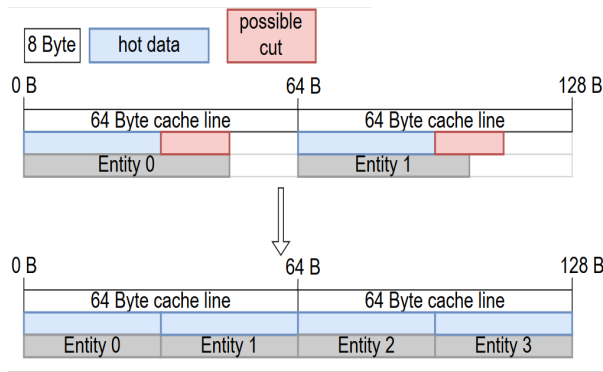 8 Byte
hot data
possible
cut
0 B
64 B
128 B
64 Byte cache line
64 Byte cache line
Entity 0
Entity 1
0 B
64 B
128 B
64 Byte cache line
64 Byte cache line
Entity 0
Entity 1
Entity 2
Entity 3